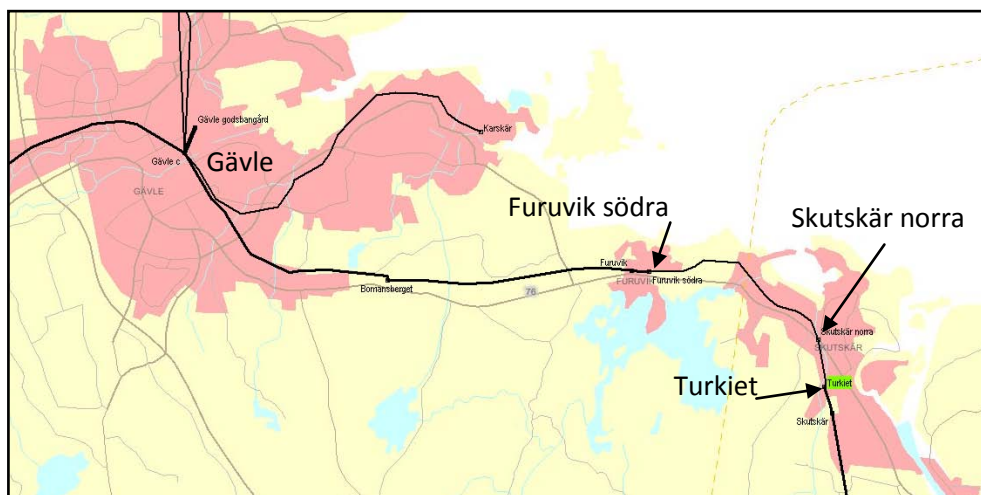 Gävle godsbangård
Karskär
Gävle c
Gävle
GÄVLE
Furuvik södra
Skutskär norra
Furuvik
Furuvik södra
FURUVIK
Bomänsberget
76
Skutskär norra
SKUTSKÄR
Turkiet
Turkiet
Skutskär